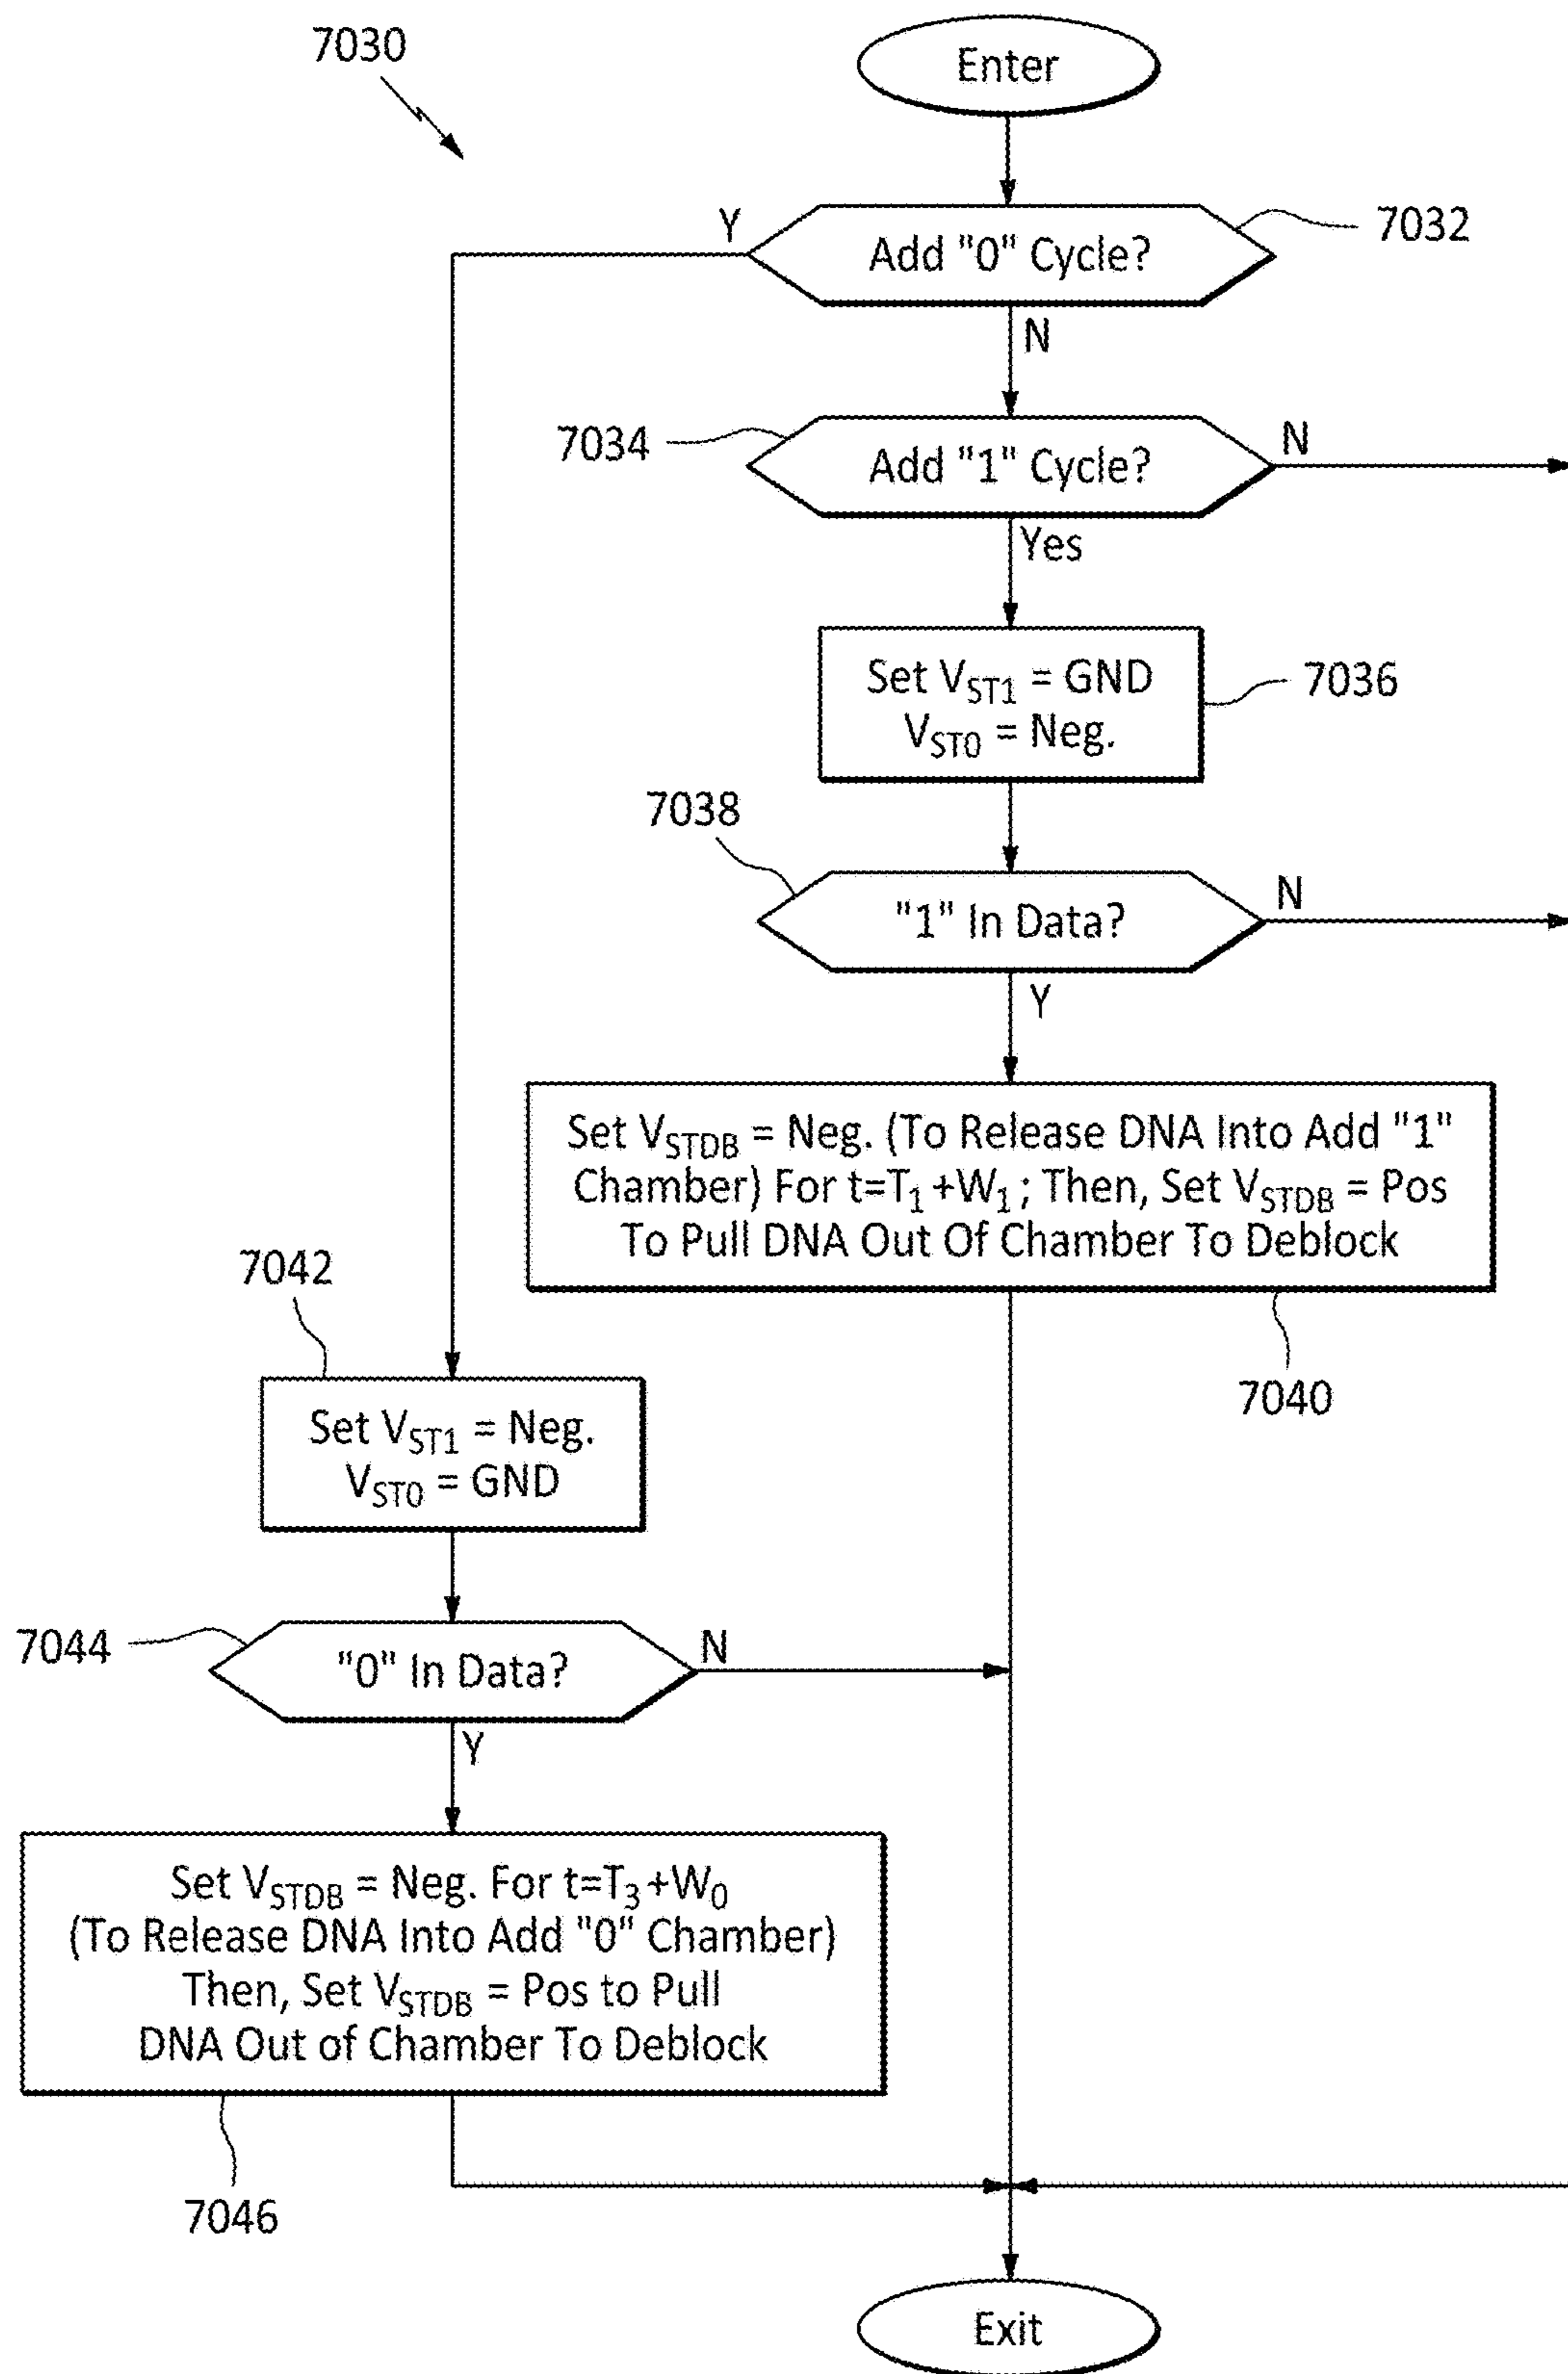 7030
Enter
Y
Add "0" Cycle?
7032
N
7034
Add "1" Cycle?
N
Yes
Set V_ST1 = GND
V_ST0 = Neg.
7036
7038
"1" In Data?
N
Y
Set V_STDB = Neg. (To Release DNA Into Add "1"
Chamber) For t=T_1 +W_1 ; Then, Set V_STDB = Pos
To Pull DNA Out Of Chamber To Deblock
7040
7042
Set V_ST1 = Neg.
V_ST0 = GND
7044
"0" In Data?
N
Y
Set V_STDB = Neg. For t=T_3+W_0
(To Release DNA Into Add "0" Chamber)
Then, Set V_STDB = Pos to Pull
DNA Out of Chamber To Deblock
7046
Exit